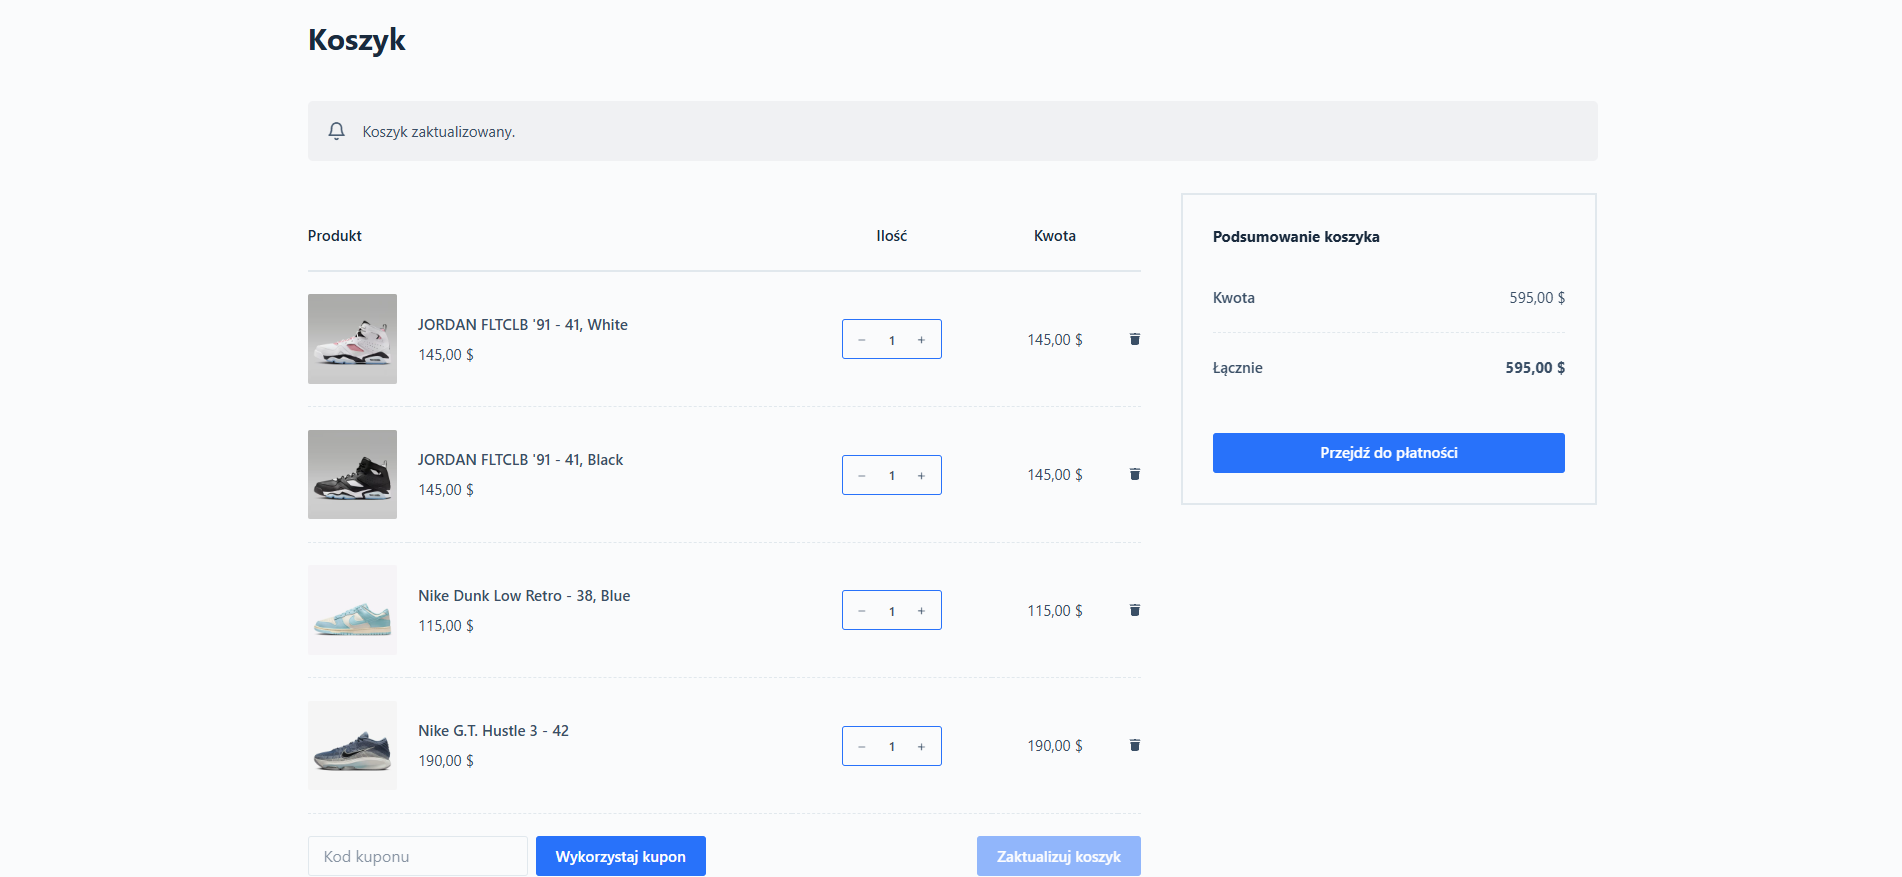 Koszyk
Koszyk zaktualizowany.
Produkt Ilość Kwota
JORDAN FLTCLB '91 - 41, White
145,00 $
− 1 +
145,00 $
JORDAN FLTCLB '91 - 41, Black
145,00 $
− 1 +
145,00 $
Nike Dunk Low Retro - 38, Blue
115,00 $
− 1 +
115,00 $
Nike G.T. Hustle 3 - 42
190,00 $
− 1 +
190,00 $
Kod kuponu
Wykorzystaj kupon
Zaktualizuj koszyk
Podsumowanie koszyka
Kwota 595,00 $
Łącznie 595,00 $
Przejdź do płatności